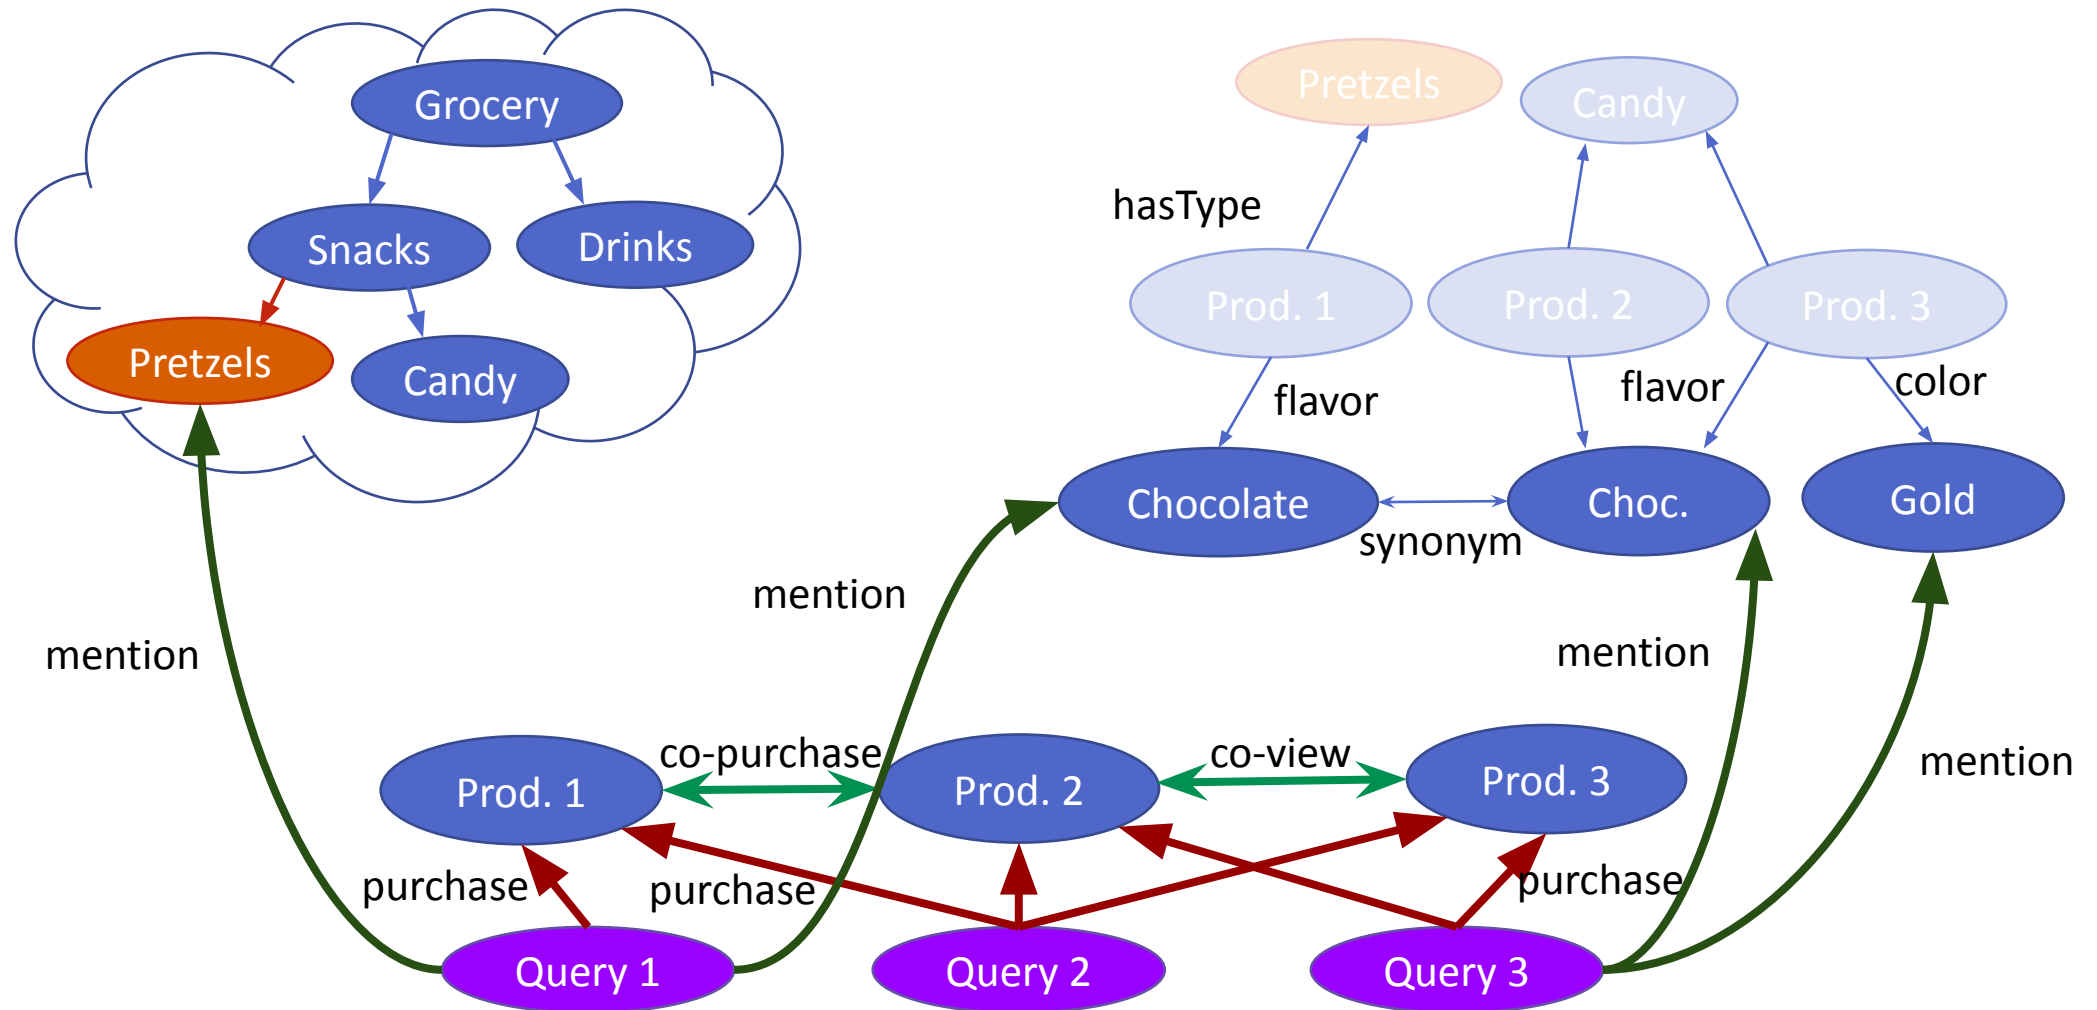 Grocery
Snacks
Drinks
Pretzels
Candy
Pretzels
Candy
hasType
Prod. 1
Prod. 2
Prod. 3
flavor
flavor
color
Chocolate
synonym
Choc.
Gold
mention
mention
mention
mention
Prod. 1
co-purchase
Prod. 2
co-view
Prod. 3
purchase
purchase
purchase
Query 1
Query 2
Query 3